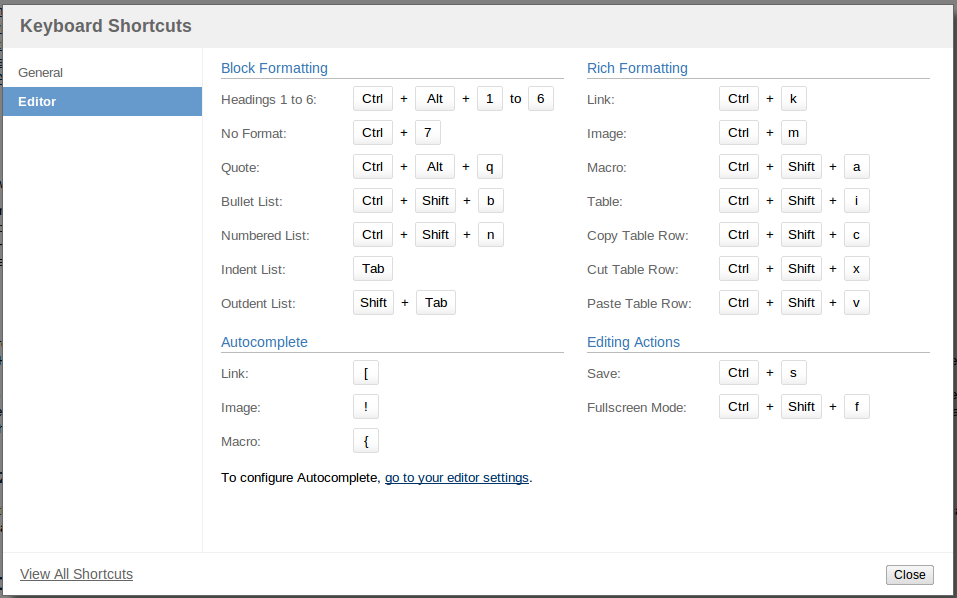 Keyboard Shortcuts
General
Editor
Block Formatting
Headings 1 to 6: Ctrl + Alt + 1 to 6
No Format: Ctrl + 7
Quote: Ctrl + Alt + q
Bullet List: Ctrl + Shift + b
Numbered List: Ctrl + Shift + n
Indent List: Tab
Outdent List: Shift + Tab
Rich Formatting
Link: Ctrl + k
Image: Ctrl + m
Macro: Ctrl + Shift + a
Table: Ctrl + Shift + i
Copy Table Row: Ctrl + Shift + c
Cut Table Row: Ctrl + Shift + x
Paste Table Row: Ctrl + Shift + v
Autocomplete
Link: [
Image: !
Macro: {
To configure Autocomplete, go to your editor settings.
Editing Actions
Save: Ctrl + s
Fullscreen Mode: Ctrl + Shift + f
View All Shortcuts
Close